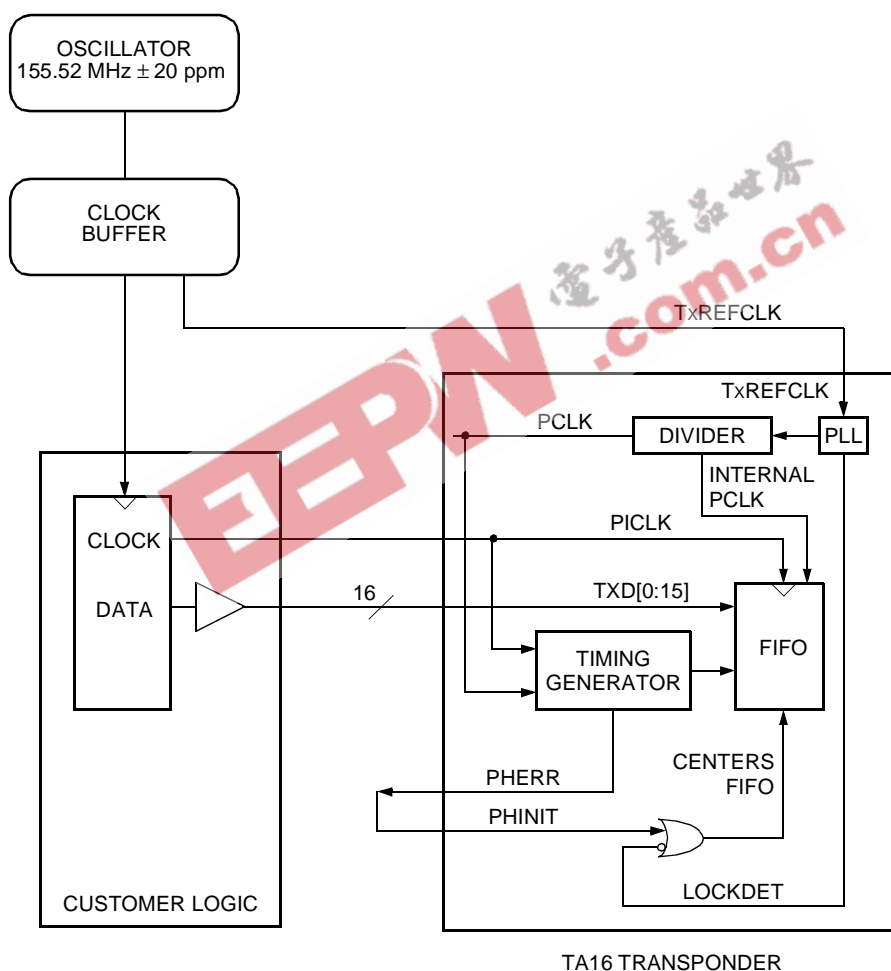 OSCILLATOR
155.52 MHz ± 20 ppm
CLOCK
BUFFER
電子產品世界
EEPW
.com.cn
TxREFCLK
TxREFCLK
PCLK
DIVIDER
PLL
INTERNAL
PCLK
CLOCK
PICLK
DATA
16
TXD[0:15]
FIFO
TIMING
GENERATOR
CENTERS
FIFO
PHERR
PHINIT
LOCKDET
CUSTOMER LOGIC
TA16 TRANSPONDER